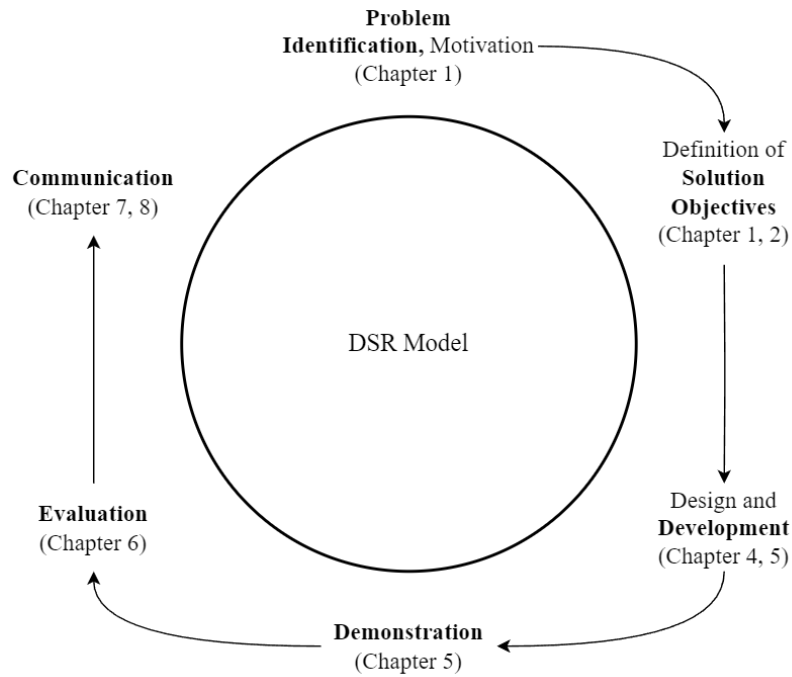 Problem
Identification, Motivation
(Chapter 1)
Definition of
Solution
Objectives
(Chapter 1, 2)
Communication
(Chapter 7, 8)
DSR Model
Design and
Development
(Chapter 4, 5)
Evaluation
(Chapter 6)
Demonstration
(Chapter 5)